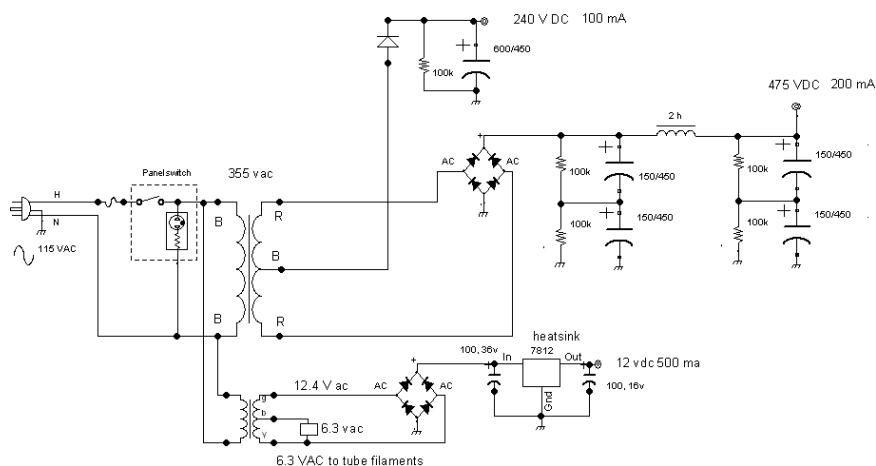 240 V DC 100 mA
+
600/450
100k
475 VDC 200 mA
2 h
Panel switch
355 vac
AC
+
AC
+
150/450
100k
+
150/450
100k
H
N
115 VAC
B
R
B
+
150/450
100k
+
150/450
100k
B
R
heatsink
7812
100, 36v
+
In
Out
+
12 vdc 500 ma
Gnd
100, 16v
12.4 V ac
AC
+
AC
g
b
y
6.3 vac
6.3 VAC to tube filaments